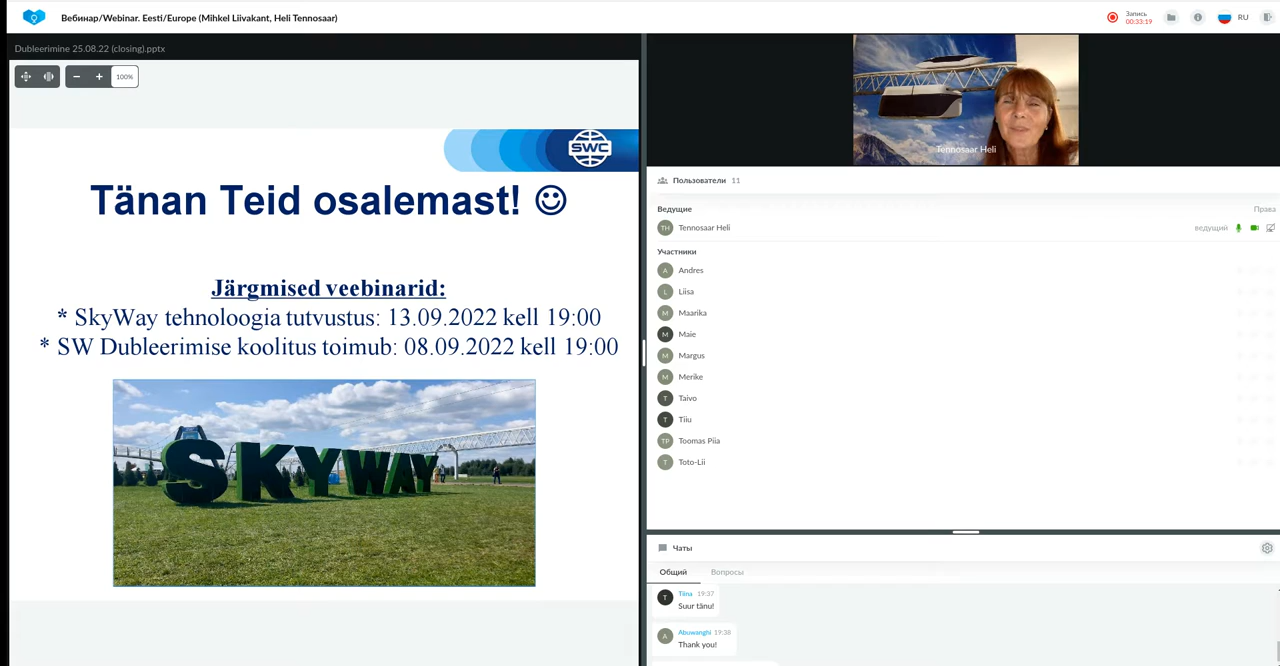 Вебинар/Webinar. Eesti/Europe (Mihkel Liivakant, Heli Tennosaar)
Запись
00:33:19
RU
Dubleerimine 25.08.22 (closing).pptx
100%
SWC
Tänan Teid osalemast! ☺
Järgmised veebinarid:
* SkyWay tehnoloogia tutvustus: 13.09.2022 kell 19:00
* SW Dubleerimise koolitus toimub: 08.09.2022 kell 19:00
SKYWAY
Tennosaar Heli
Пользователи 11
Ведущие
Права
TH Tennosaar Heli
ведущий
Участники
A Andres
L Liisa
M Maarika
M Maie
M Margus
M Merike
T Taivo
T Tiiu
TP Toomas Piia
T Toto-Lii
Чаты
Общий Вопросы
T Tiina 19:37
Suur tänu!
A Abuwanghi 19:38
Thank you!